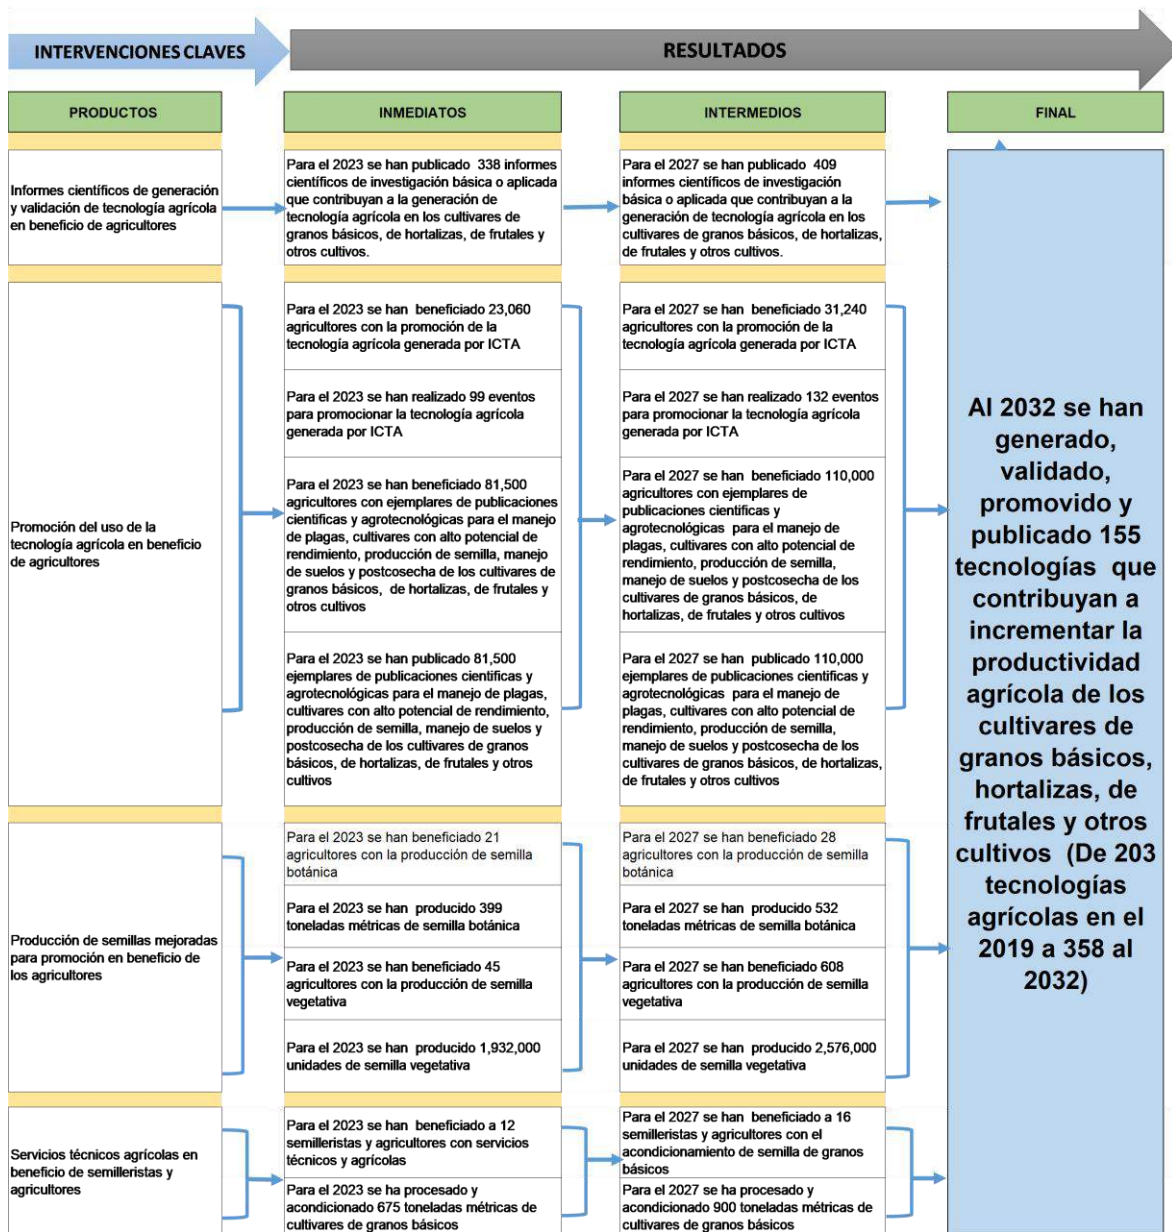 INTERVENCIONES CLAVES
RESULTADOS
PRODUCTOS
INMEDIATOS
INTERMEDIOS
FINAL
Informes científicos de generación
y validación de tecnología agrícola
en beneficio de agricultores
Para el 2023 se han publicado 338 informes
científicos de investigación básica o aplicada
que contribuyan a la generación de
tecnología agrícola en los cultivares de
granos básicos, de hortalizas, de frutales y
otros cultivos.
Para el 2027 se han publicado 409
informes científicos de investigación
básica o aplicada que contribuyan a la
generación de tecnología agrícola en los
cultivares de granos básicos, de hortalizas,
de frutales y otros cultivos.
Promoción del uso de la
tecnología agrícola en beneficio
de agricultores
Para el 2023 se han beneficiado 23,060
agricultores con la promoción de la
tecnología agrícola generada por ICTA
Para el 2027 se han beneficiado 31,240
agricultores con la promoción de la
tecnología agrícola generada por ICTA
Para el 2023 se han realizado 99 eventos
para promocionar la tecnología agrícola
generada por ICTA
Para el 2027 se han realizado 132 eventos
para promocionar la tecnología agrícola
generada por ICTA
Para el 2023 se han beneficiado 81,500
agricultores con ejemplares de publicaciones
cientificas y agrotecnológicas para el manejo
de plagas, cultivares con alto potencial de
rendimiento, producción de semilla, manejo
de suelos y postcosecha de los cultivares de
granos básicos, de hortalizas, de frutales y
otros cultivos
Para el 2027 se han beneficiado 110,000
agricultores con ejemplares de
publicaciones cientificas y
agrotecnológicas para el manejo de
plagas, cultivares con alto potencial de
rendimiento, producción de semilla,
manejo de suelos y postcosecha de los
cultivares de granos básicos, de
hortalizas, de frutales y otros cultivos
Para el 2023 se han publicado 81,500
ejemplares de publicaciones cientificas y
agrotecnológicas para el manejo de plagas,
cultivares con alto potencial de rendimiento,
producción de semilla, manejo de suelos y
postcosecha de los cultivares de granos
básicos, de hortalizas, de frutales y otros
cultivos
Para el 2027 se han publicado 110,000
ejemplares de publicaciones cientificas y
agrotecnológicas para el manejo de
plagas, cultivares con alto potencial de
rendimiento, producción de semilla,
manejo de suelos y postcosecha de los
cultivares de granos básicos, de hortalizas,
de frutales y otros cultivos
Producción de semillas mejoradas
para promoción en beneficio de
los agricultores
Para el 2023 se han beneficiado 21
agricultores con la producción de semilla
botánica
Para el 2027 se han beneficiado 28
agricultores con la producción de semilla
botánica
Para el 2023 se han producido 399
toneladas métricas de semilla botánica
Para el 2027 se han producido 532
toneladas métricas de semilla botánica
Para el 2023 se han beneficiado 45
agricultores con la producción de semilla
vegetativa
Para el 2027 se han beneficiado 608
agricultores con la producción de semilla
vegetativa
Para el 2023 se han producido 1,932,000
unidades de semilla vegetativa
Para el 2027 se han producido 2,576,000
unidades de semilla vegetativa
Servicios técnicos agrícolas en
beneficio de semilleristas y
agricultores
Para el 2023 se han beneficiado a 12
semilleristas y agricultores con servicios
técnicos y agrícolas
Para el 2027 se han beneficiado a 16
semilleristas y agricultores con el
acondicionamiento de semilla de granos
básicos
Para el 2023 se ha procesado y
acondicionado 675 toneladas métricas de
cultivares de granos básicos
Para el 2027 se ha procesado y
acondicionado 900 toneladas métricas de
cultivares de granos básicos
Al 2032 se han
generado,
validado,
promovido y
publicado 155
tecnologías que
contribuyan a
incrementar la
productividad
agrícola de los
cultivares de
granos básicos,
hortalizas, de
frutales y otros
cultivos (De 203
tecnologías
agrícolas en el
2019 a 358 al
2032)